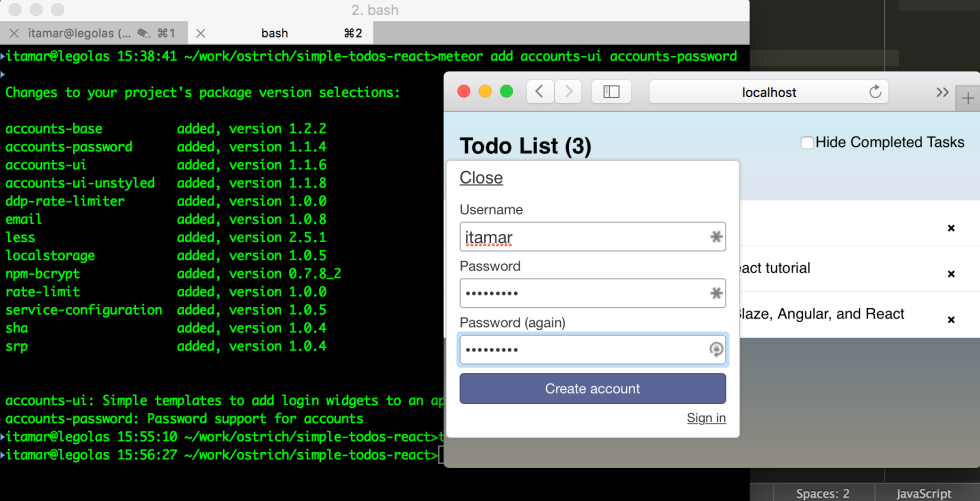 2. bash
itamar@legolas (... ⌘1
bash ⌘2
itamar@legolas 15:38:41 ~/work/ostrich/simple-todos-react>meteor add accounts-ui accounts-password
Changes to your project's package version selections:
accounts-base added, version 1.2.2
accounts-password added, version 1.1.4
accounts-ui added, version 1.1.6
accounts-ui-unstyled added, version 1.1.8
ddp-rate-limiter added, version 1.0.0
email added, version 1.0.8
less added, version 2.5.1
localstorage added, version 1.0.5
npm-bcrypt added, version 0.7.8_2
rate-limit added, version 1.0.0
service-configuration added, version 1.0.5
sha added, version 1.0.4
srp added, version 1.0.4
accounts-ui: Simple templates to add login widgets to an ap
accounts-password: Password support for accounts
itamar@legolas 15:55:10 ~/work/ostrich/simple-todos-react>t
itamar@legolas 15:56:27 ~/work/ostrich/simple-todos-react>
localhost
Todo List (3)
Hide Completed Tasks
Close
Username
itamar
Password
•••••••••
Password (again)
•••••••••
Create account
Sign in
act tutorial
Blaze, Angular, and React
Spaces: 2 JavaScript